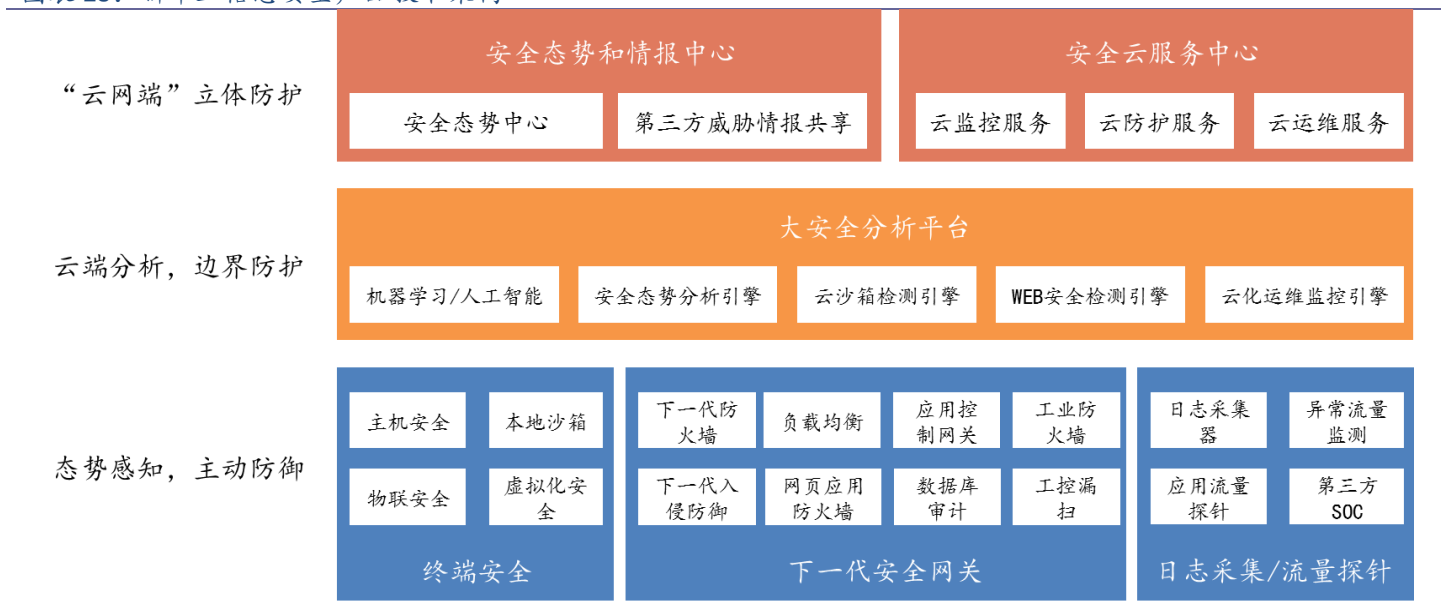 安全态势和情报中心
安全云服务中心
“云网端”立体防护
安全态势中心
第三方威胁情报共享
云监控服务
云防护服务
云运维服务
大安全分析平台
云端分析，边界防护
机器学习/人工智能
安全态势分析引擎
云沙箱检测引擎
WEB安全检测引擎
云化运维监控引擎
态势感知，主动防御
主机安全
本地沙箱
物联安全
虚拟化安
全
终端安全
下一代防
火墙
负载均衡
应用控
制网关
工业防
火墙
下一代入
侵防御
网页应用
防火墙
数据库
审计
工控漏
扫
下一代安全网关
日志采集
器
异常流量
监测
应用流量
探针
第三方
SOC
日志采集/流量探针